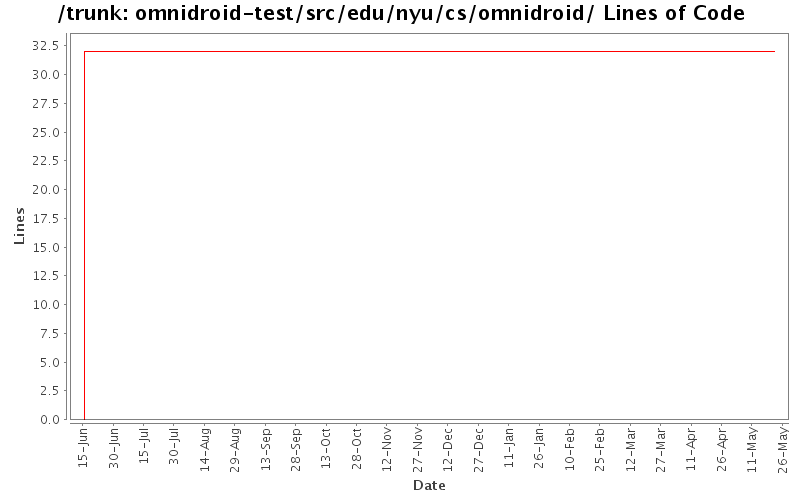 /trunk: omnidroid-test/src/edu/nyu/cs/omnidroid/ Lines of Code
Lines
32.5
30.0
27.5
25.0
22.5
20.0
17.5
15.0
12.5
10.0
7.5
5.0
2.5
0.0
15-Jun
30-Jun
15-Jul
30-Jul
14-Aug
29-Aug
13-Sep
28-Sep
13-Oct
28-Oct
12-Nov
27-Nov
12-Dec
27-Dec
11-Jan
26-Jan
10-Feb
25-Feb
12-Mar
27-Mar
11-Apr
26-Apr
11-May
26-May
Date